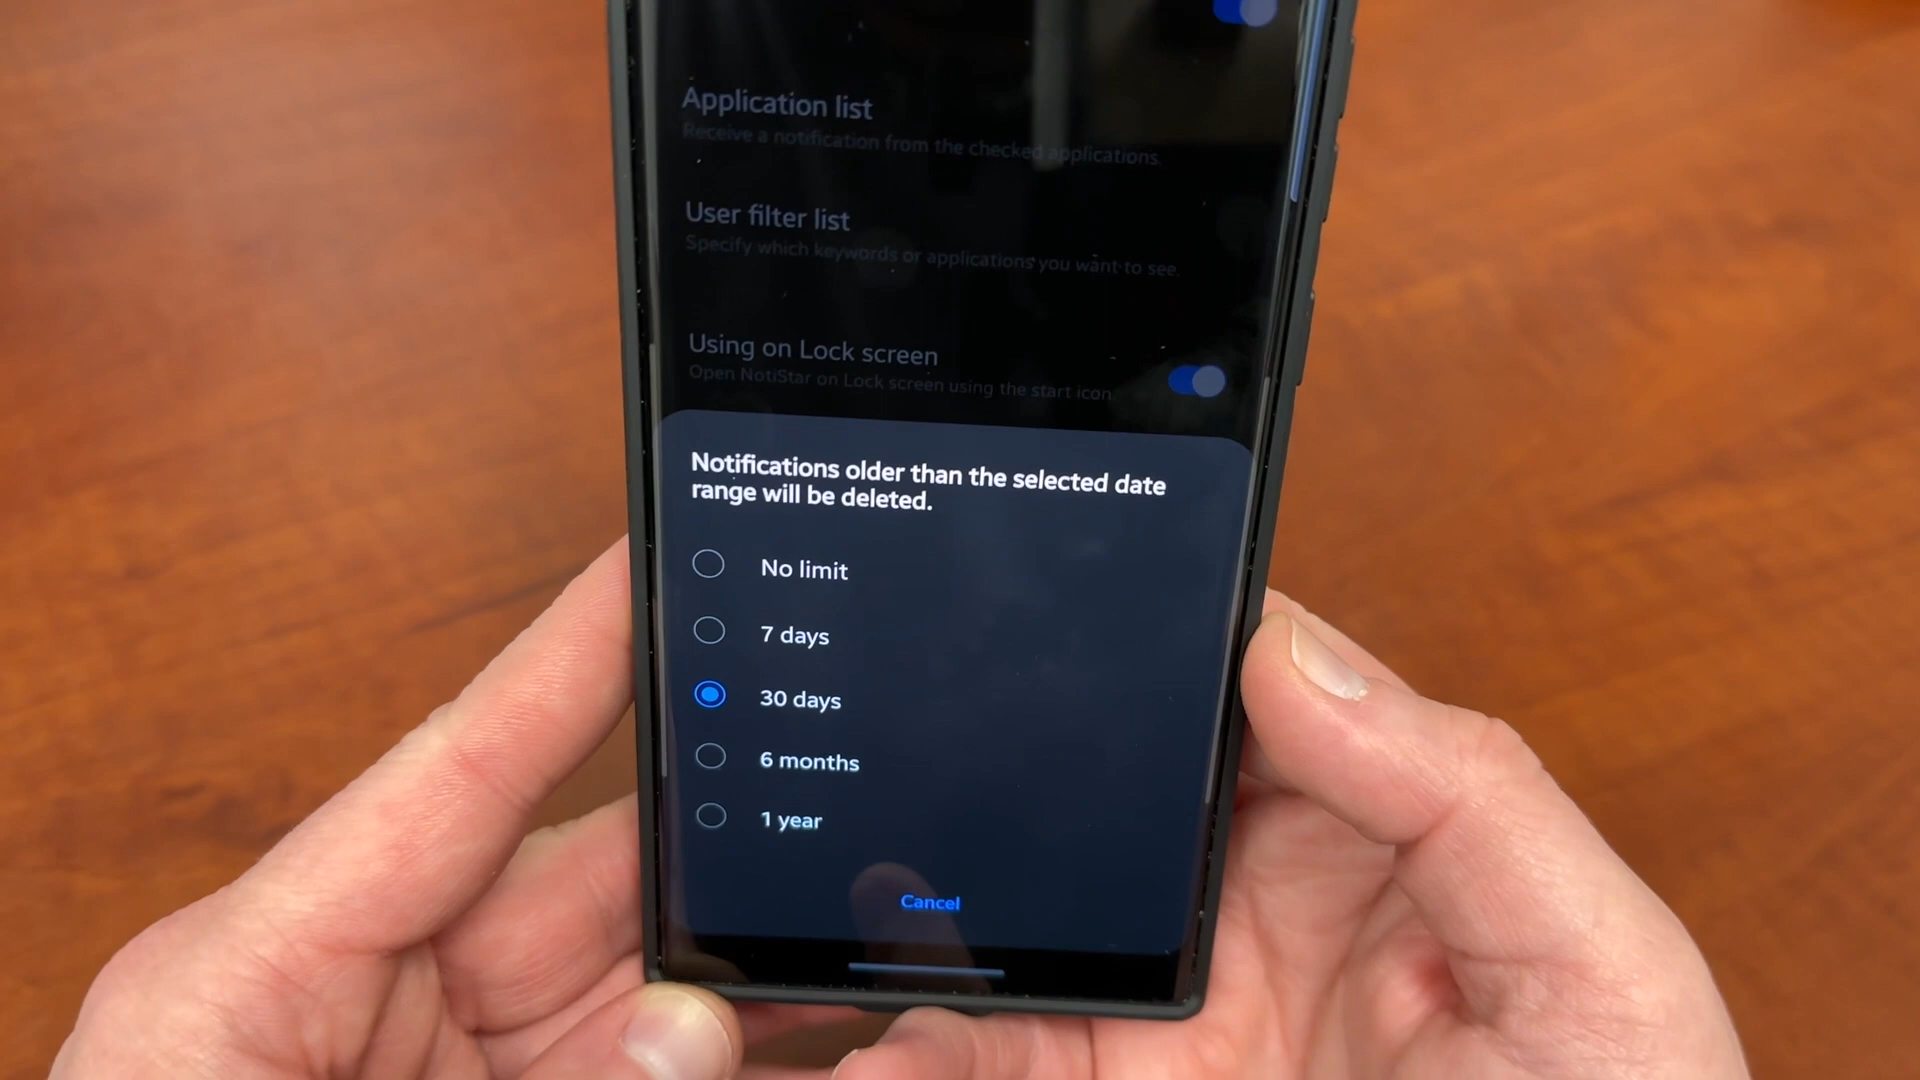 Application list
Receive a notification from the checked applications.
User filter list
Specify which keywords or applications you want to see.
Using on Lock screen
Open NotiStar on Lock screen using the start icon.
Notifications older than the selected date
range will be deleted.
No limit
7 days
30 days
6 months
1 year
Cancel